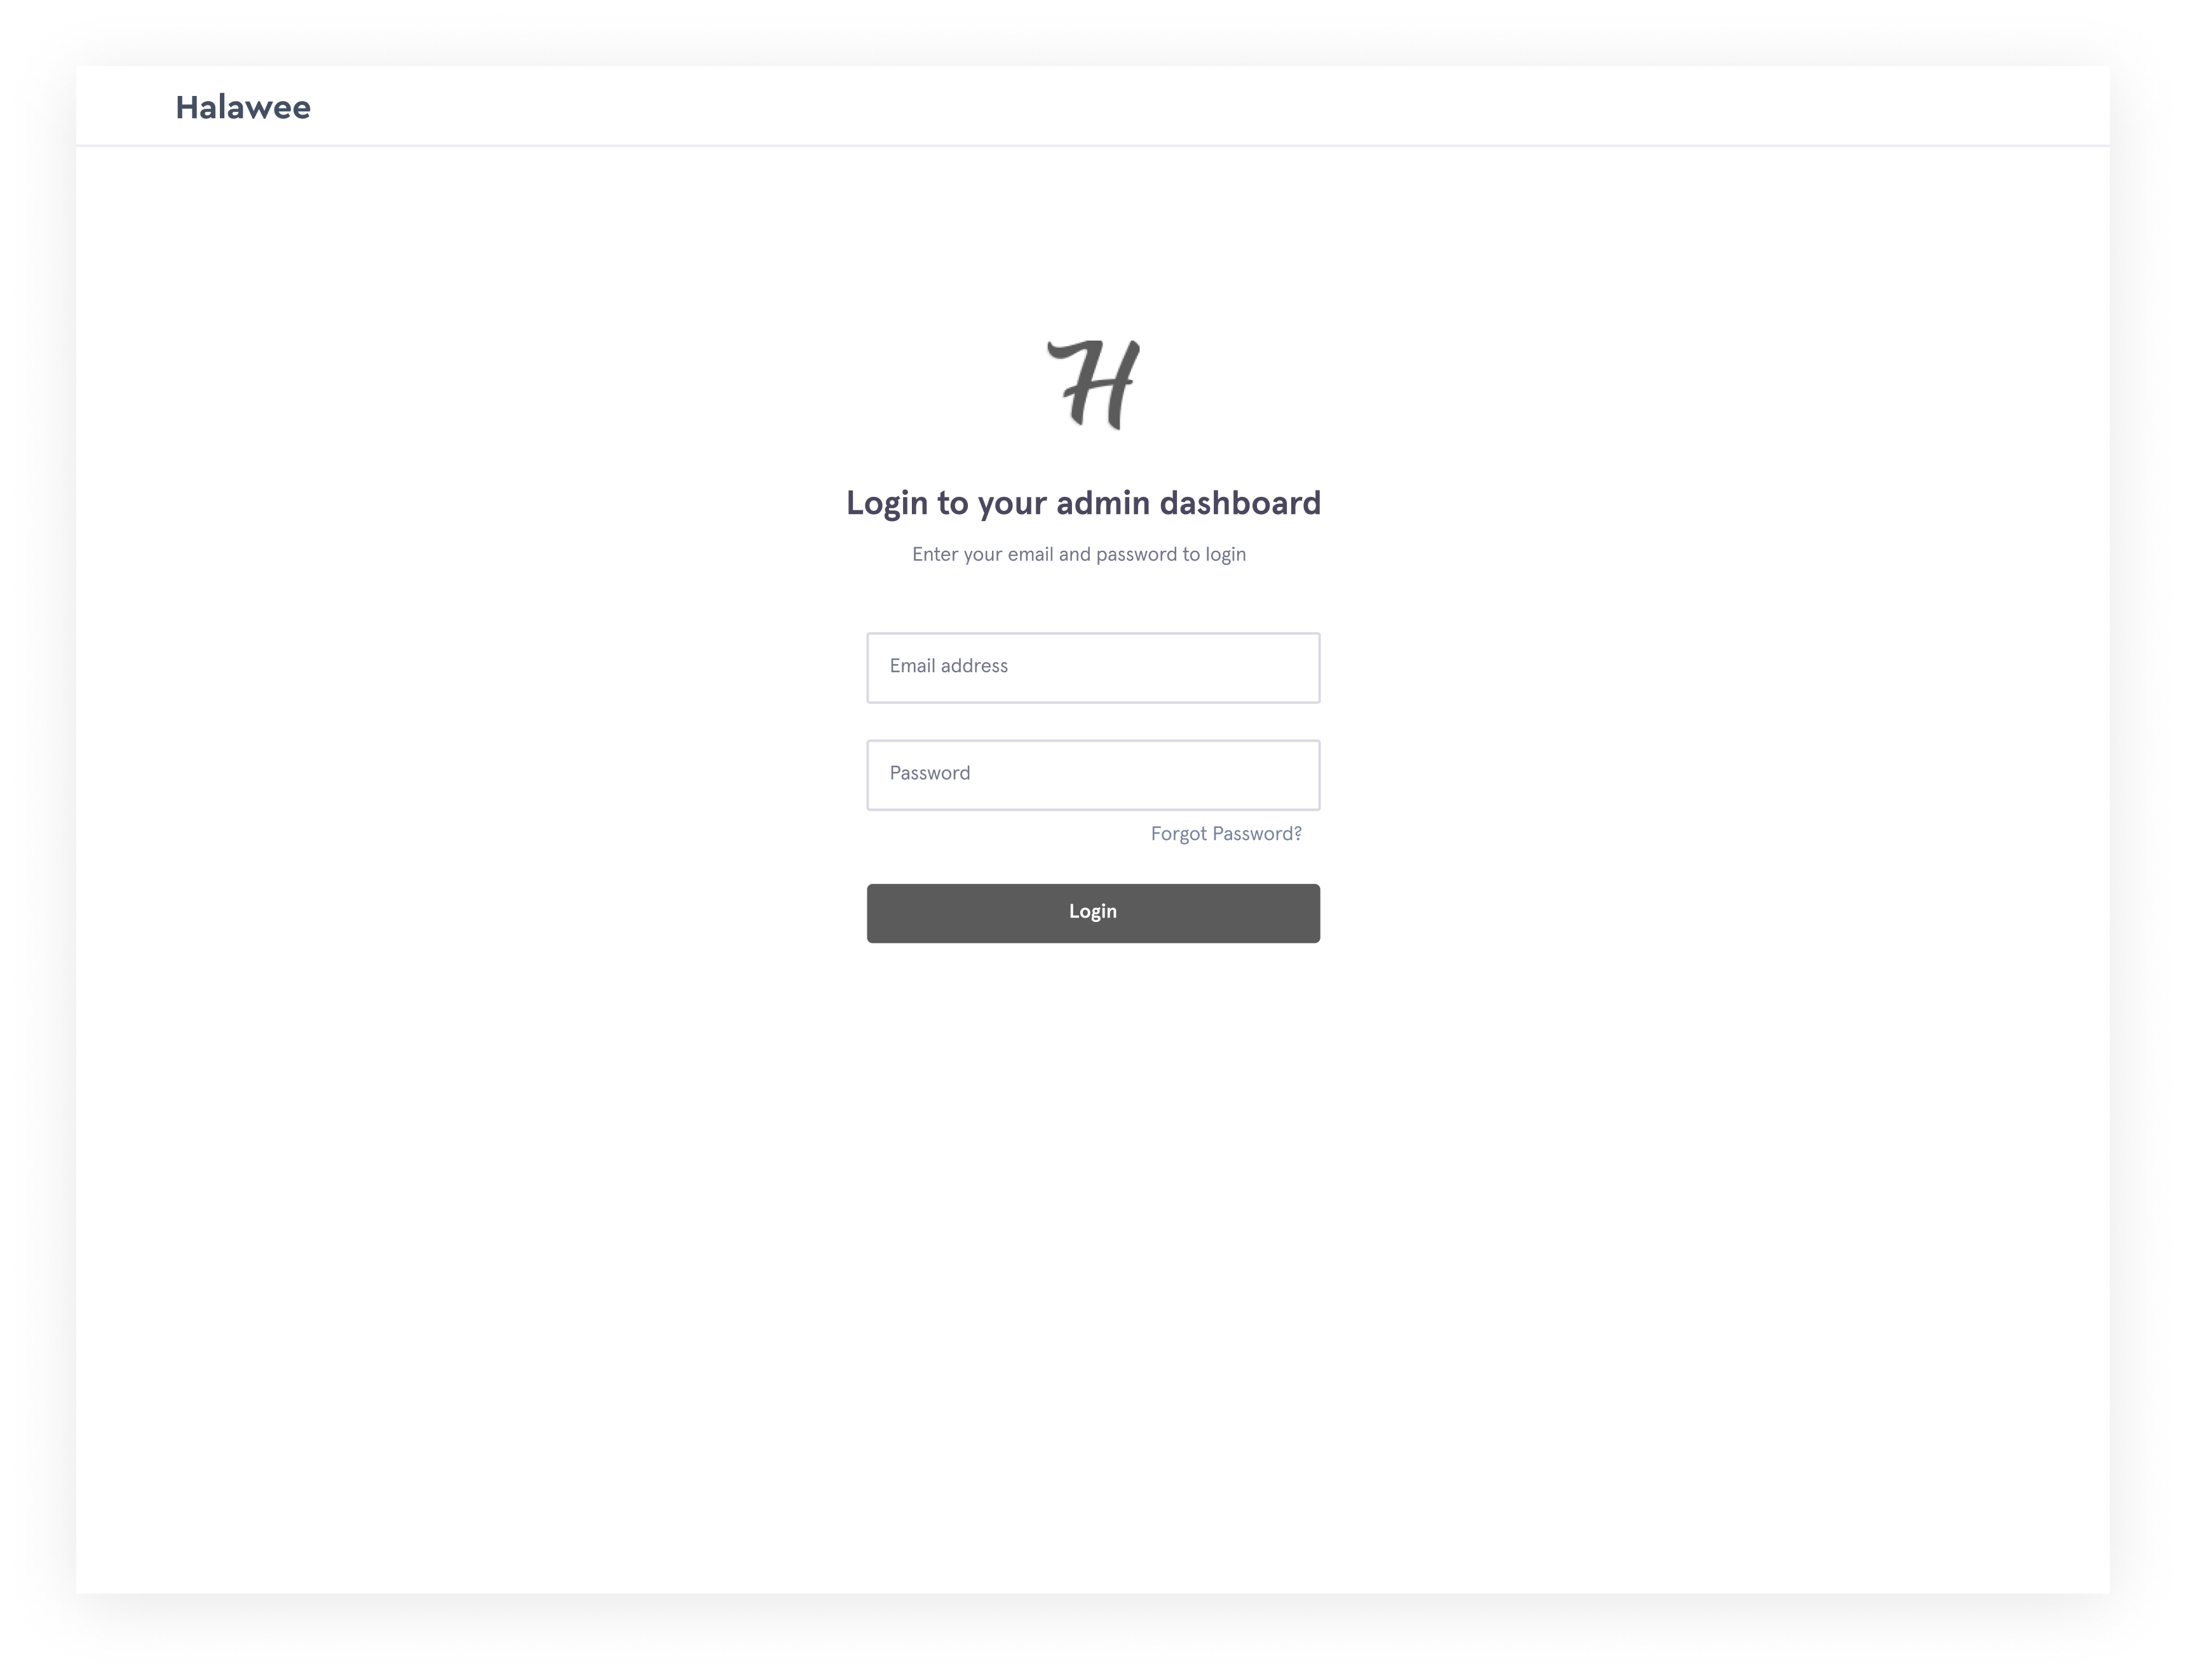 Halawee
H
Login to your admin dashboard
Enter your email and password to login
Email address
Password
Forgot Password?
Login